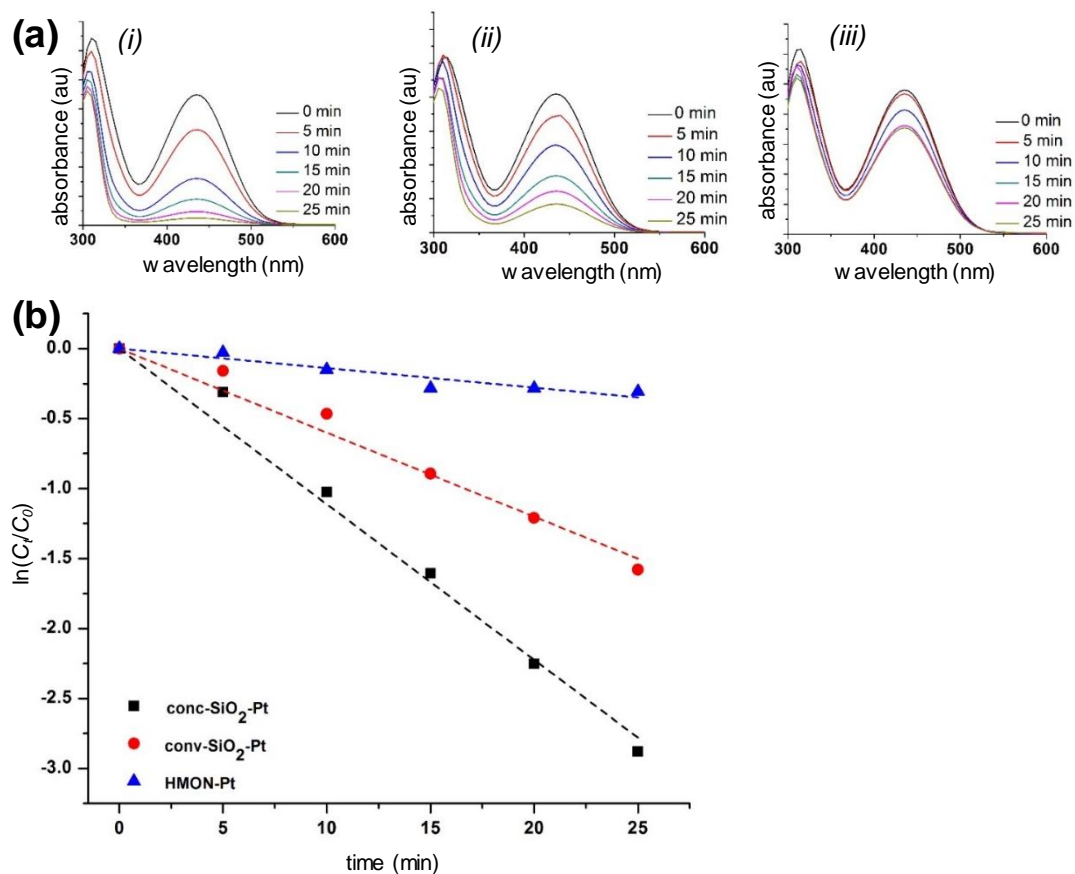 (a)
(i)
absorbance (au)
0 min
5 min
10 min
15 min
20 min
25 min
300 400 500 600
w avelength (nm)
(ii)
absorbance (au)
0 min
5 min
10 min
15 min
20 min
25 min
300 400 500 600
w avelength (nm)
(iii)
absorbance (au)
0 min
5 min
10 min
15 min
20 min
25 min
300 400 500 600
wavelength (nm)
(b)
ln(Ct/C0)
0.0
-0.5
-1.0
-1.5
-2.0
-2.5
-3.0
conc-SiO2-Pt
conv-SiO2-Pt
HMON-Pt
0 5 10 15 20 25
time (min)